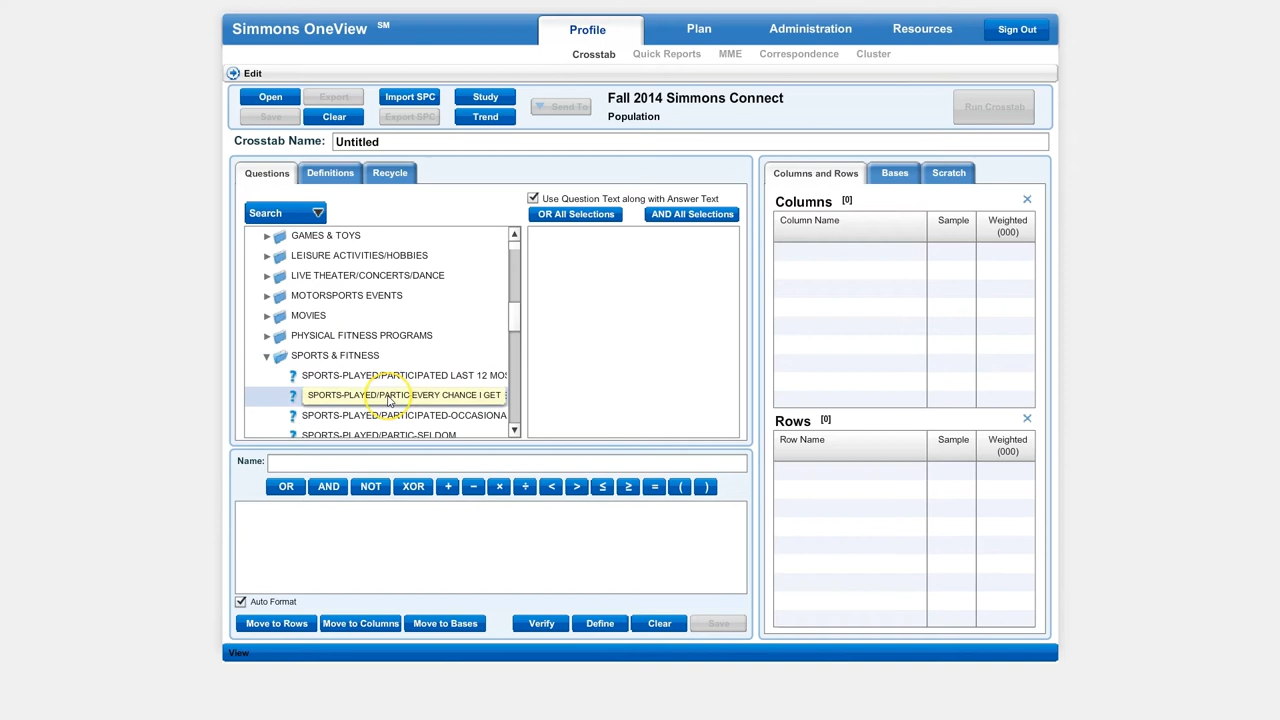 Simmons OneView SM
Profile
Plan
Administration
Resources
Sign Out
Crosstab
Quick Reports
MME
Correspondence
Cluster
Edit
Open
Export
Import SPC
Study
Save
Clear
Export SPC
Trend
Send To
Fall 2014 Simmons Connect
Population
Run Crosstab
Crosstab Name:
Untitled
Questions
Definitions
Recycle
Search
Use Question Text along with Answer Text
OR All Selections
AND All Selections
GAMES & TOYS
LEISURE ACTIVITIES/HOBBIES
LIVE THEATER/CONCERTS/DANCE
MOTORSPORTS EVENTS
MOVIES
PHYSICAL FITNESS PROGRAMS
SPORTS & FITNESS
? SPORTS-PLAYED/PARTICIPATED LAST 12 MOS
? SPORTS-PLAYED/PARTIC-EVERY CHANCE I GET
? SPORTS-PLAYED/PARTICIPATED-OCCASIONA
? SPORTS-PLAYED/PARTIC-SELDOM
Name:
OR AND NOT XOR + − × ÷ < > ≤ ≥ = ( )
Auto Format
Move to Rows
Move to Columns
Move to Bases
Verify
Define
Clear
Save
Columns and Rows
Bases
Scratch
Columns [0]
Column Name
Sample
Weighted
(000)
Rows [0]
Row Name
Sample
Weighted
(000)
View